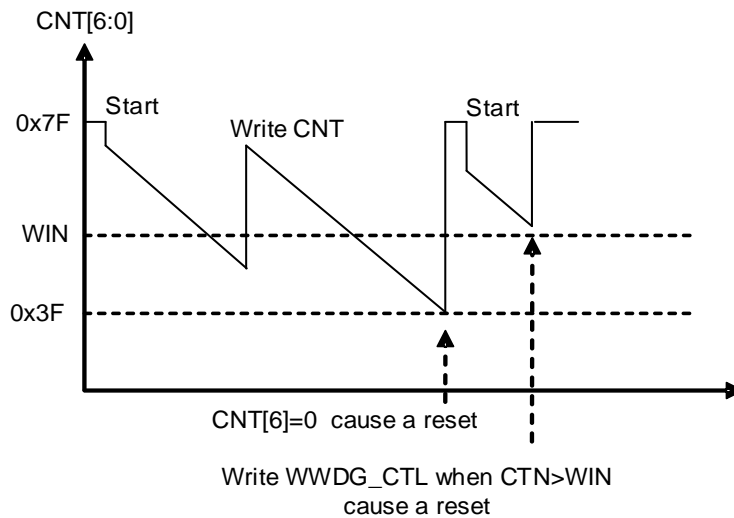 CNT[6:0]
Start
Start
0x7F
Write CNT
WIN
0x3F
CNT[6]=0 cause a reset
Write WWDG_CTL when CTN>WIN
cause a reset